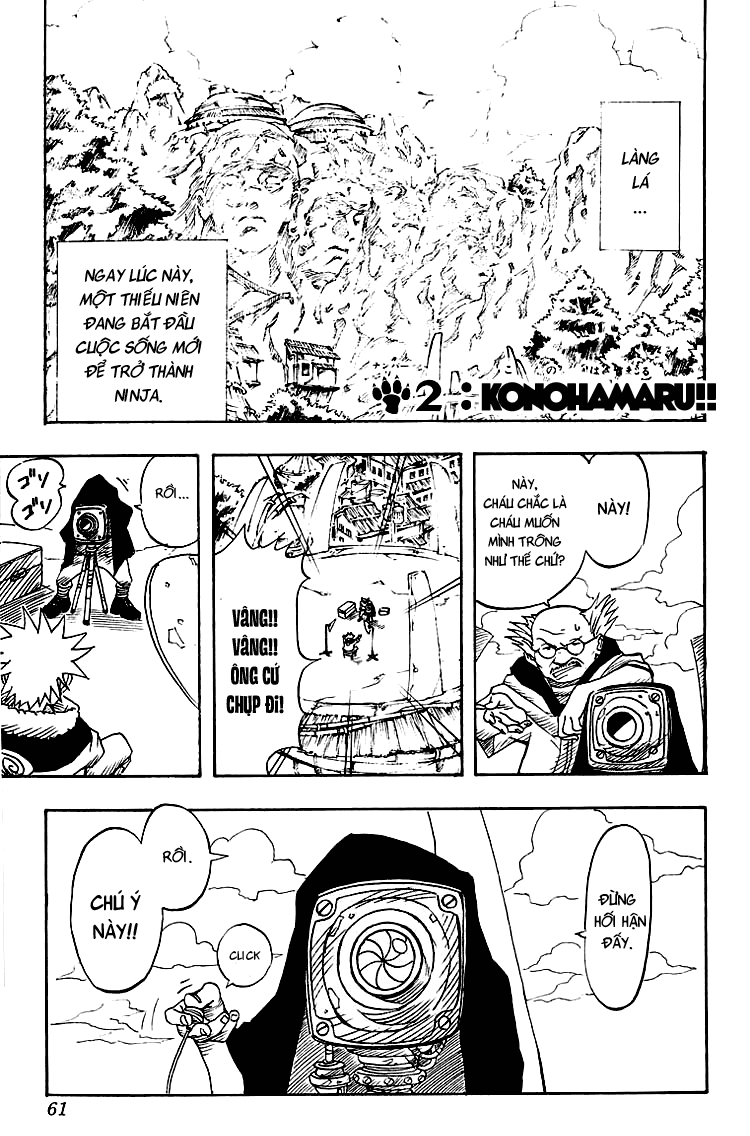 LÀNG
LÁ
...
NGAY LÚC NÀY,
MỘT THIẾU NIÊN
ĐANG BẮT ĐẦU
CUỘC SỐNG MỚI
ĐỂ TRỞ THÀNH
NINJA.
2 : KONOHAMARU!!
NÀY!
NÀY,
CHÁU CHẮC LÀ
CHÁU MUỐN
MÌNH TRÔNG
NHƯ THẾ CHỨ?
VÂNG!!
VÂNG!!
ÔNG CỨ
CHỤP ĐI!
RỒI...
ゴソ
ゴソ
ĐỪNG
HỐI HẬN
ĐẤY.
RỒI.
CHÚ Ý
NÀY!!
CLICK
61